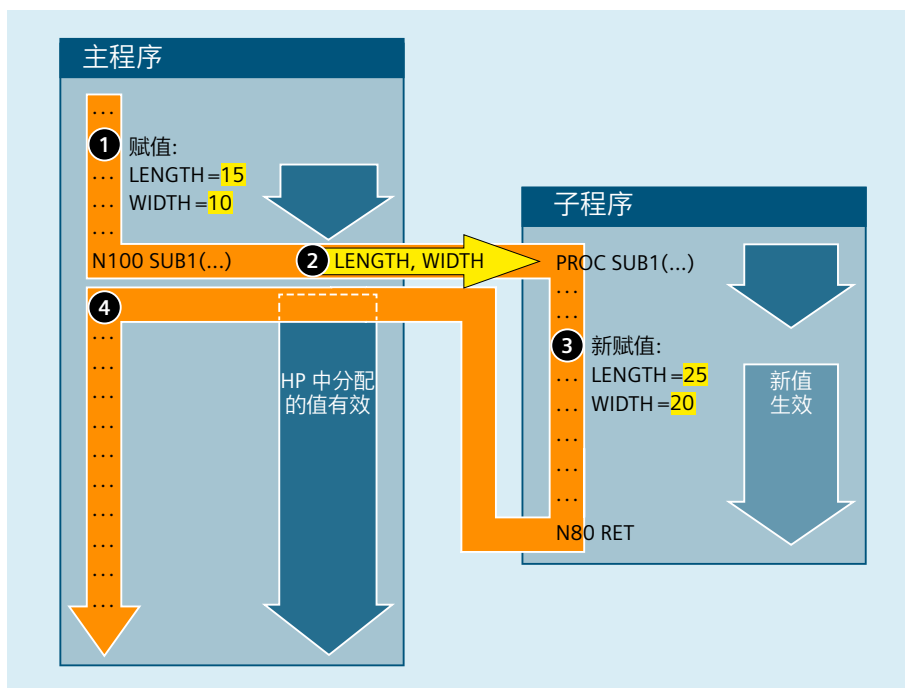 主程序
…
1 赋值:
… LENGTH =15
… WIDTH =10
…
N100 SUB1(...)
2 LENGTH, WIDTH
4
…
…
…
…
…
…
…
…
…
…
HP 中分配
的值有效
子程序
PROC SUB1(...)
…
…
3 新赋值:
… LENGTH =25
… WIDTH =20
…
…
…
N80 RET
新值
生效